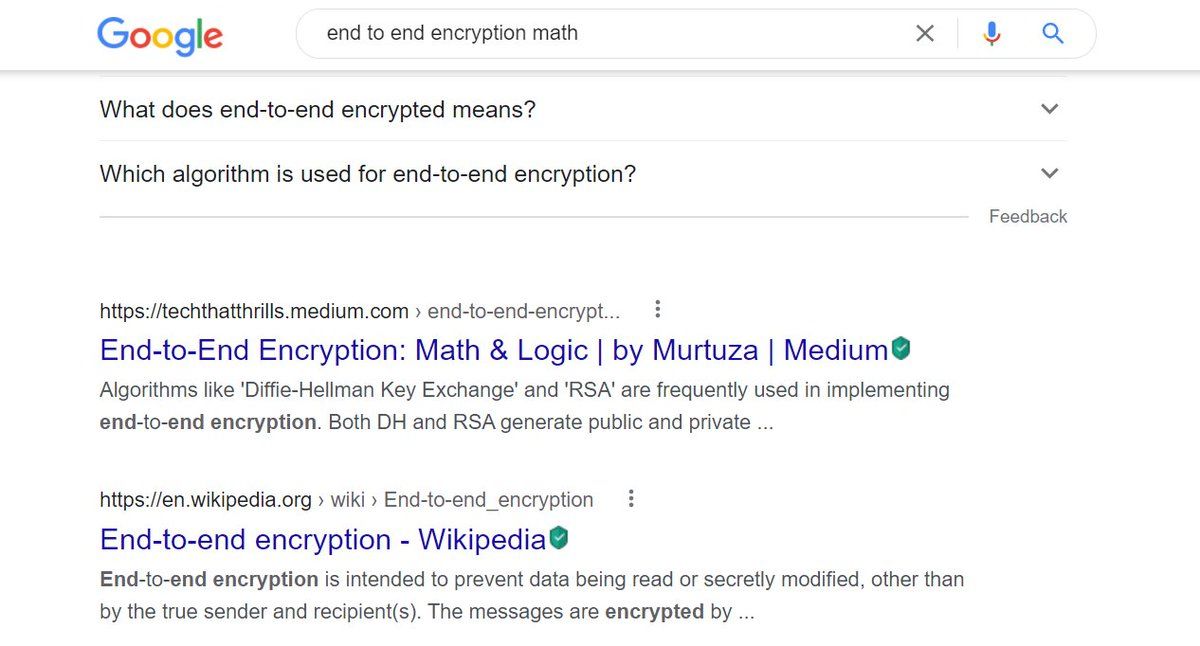 Google
end to end encryption math
What does end-to-end encrypted means?
Which algorithm is used for end-to-end encryption?
Feedback
https://techthatthrills.medium.com › end-to-end-encrypt...
End-to-End Encryption: Math & Logic | by Murtuza | Medium
Algorithms like 'Diffie-Hellman Key Exchange' and 'RSA' are frequently used in implementing
end-to-end encryption. Both DH and RSA generate public and private ...
https://en.wikipedia.org › wiki › End-to-end_encryption
End-to-end encryption - Wikipedia
End-to-end encryption is intended to prevent data being read or secretly modified, other than
by the true sender and recipient(s). The messages are encrypted by ...